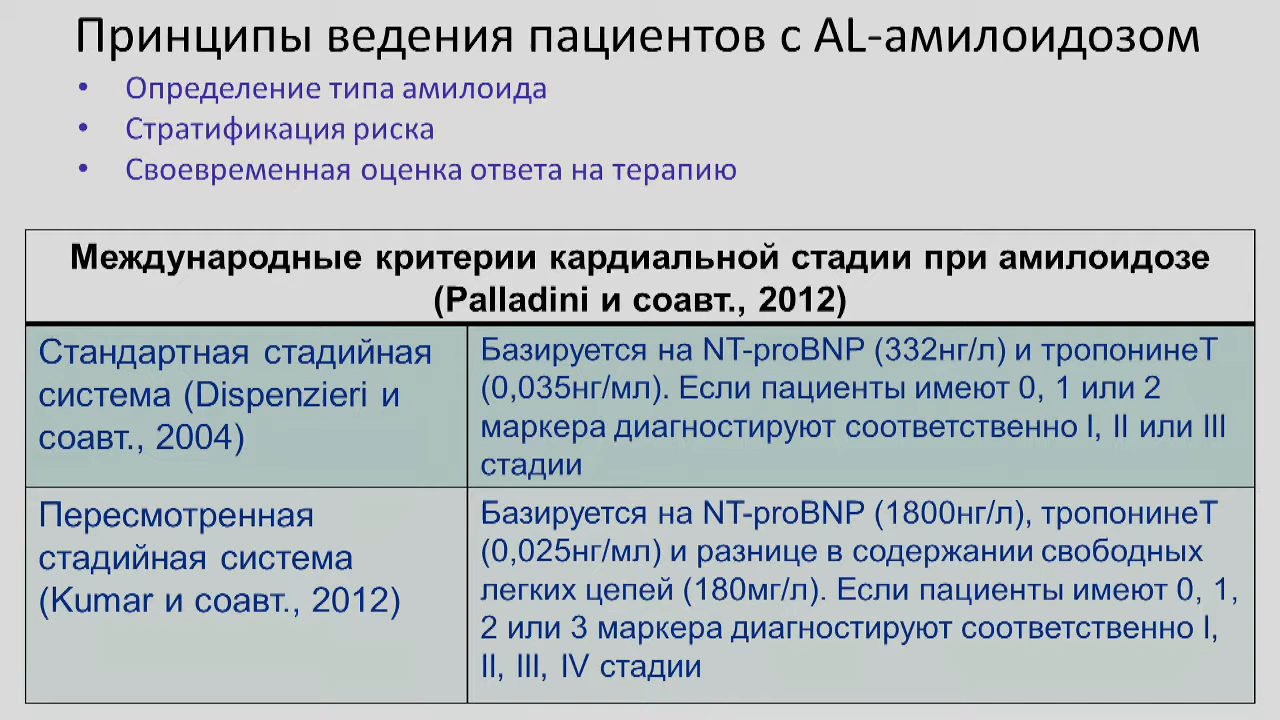 Принципы ведения пациентов с AL-амилоидозом
• Определение типа амилоида
• Стратификация риска
• Своевременная оценка ответа на терапию
Международные критерии кардиальной стадии при амилоидозе
(Palladini и соавт., 2012)
Стандартная стадийная
система (Dispenzieri и
соавт., 2004)
Базируется на NT-proBNP (332нг/л) и тропонинеТ
(0,035нг/мл). Если пациенты имеют 0, 1 или 2
маркера диагностируют соответственно I, II или III
стадии
Пересмотренная
стадийная система
(Kumar и соавт., 2012)
Базируется на NT-proBNP (1800нг/л), тропонинеТ
(0,025нг/мл) и разнице в содержании свободных
легких цепей (180мг/л). Если пациенты имеют 0, 1,
2 или 3 маркера диагностируют соответственно I,
II, III, IV стадии